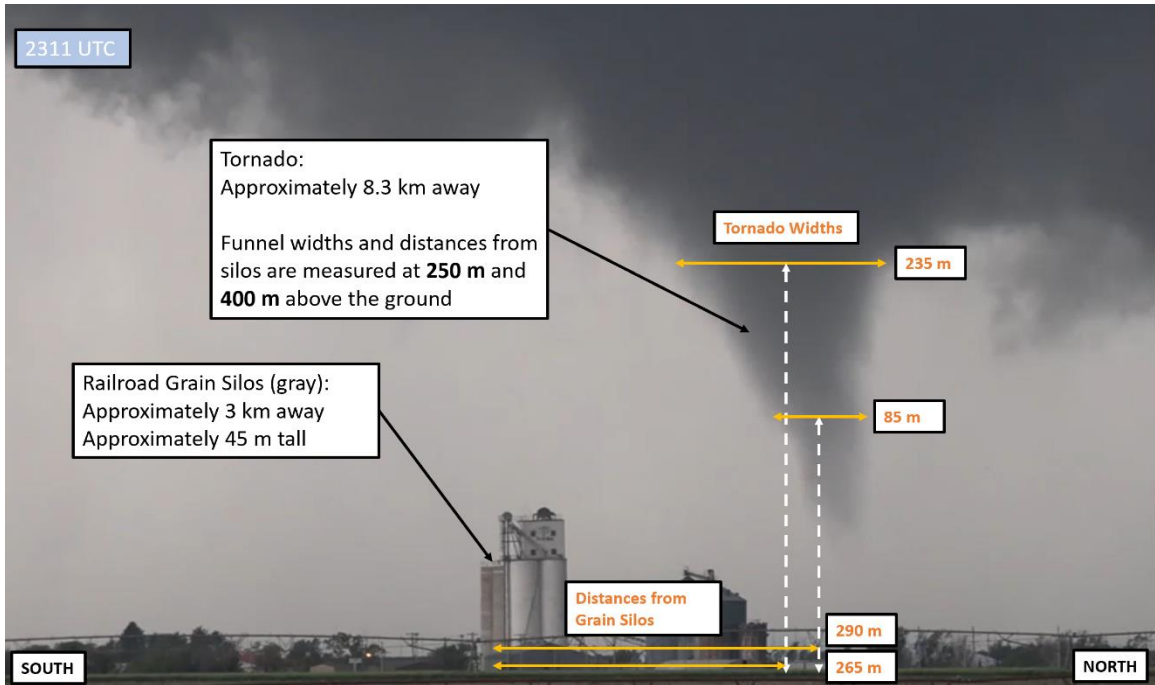 2311 UTC
Tornado:
Approximately 8.3 km away
Funnel widths and distances from
silos are measured at 250 m and
400 m above the ground
Tornado Widths
235 m
85 m
Railroad Grain Silos (gray):
Approximately 3 km away
Approximately 45 m tall
Distances from
Grain Silos
290 m
265 m
SOUTH
NORTH